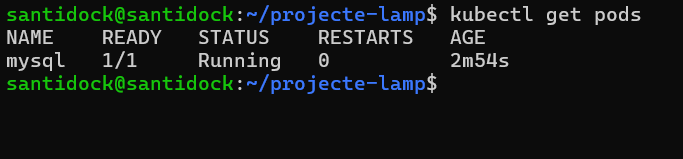 santidock@santidock:~/projecte-lamp$ kubectl get pods
NAME    READY   STATUS    RESTARTS   AGE
mysql   1/1     Running   0          2m54s
santidock@santidock:~/projecte-lamp$